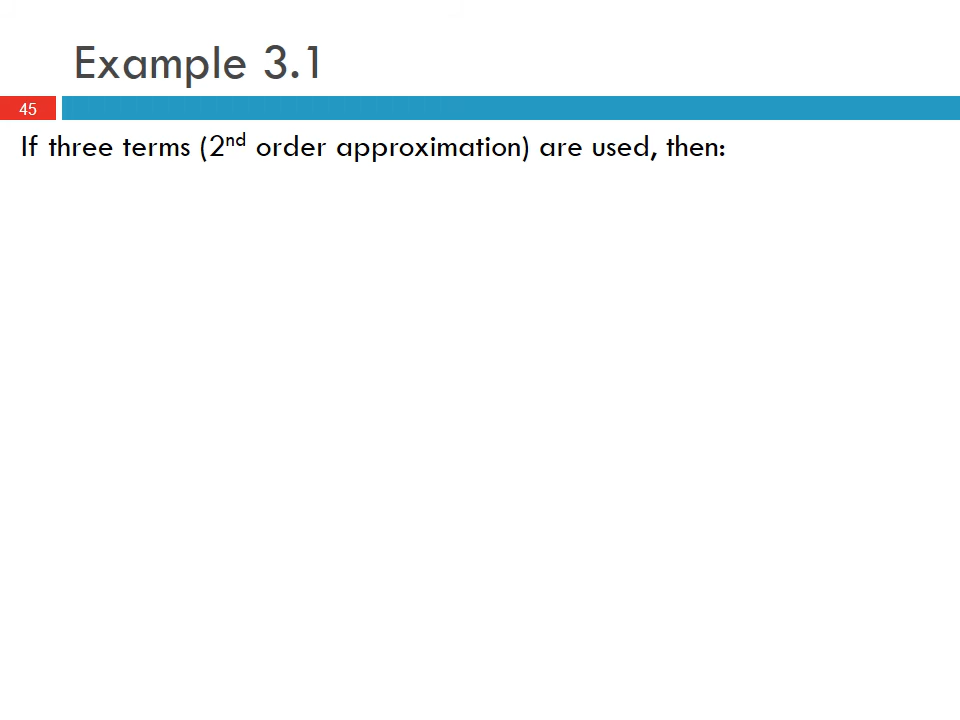 Example 3.1
45
If three terms (2nd order approximation) are used, then: